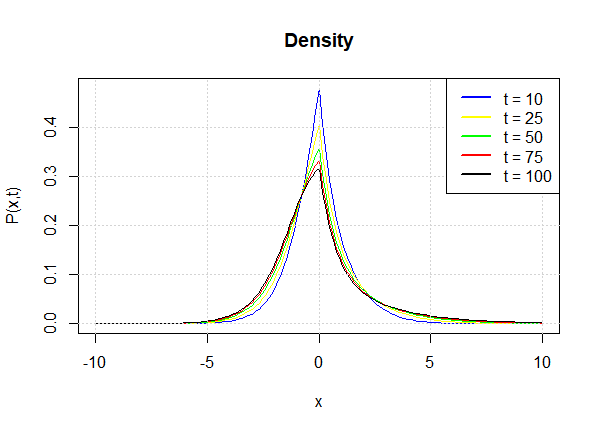 Density
P(x,t)
0.0 0.1 0.2 0.3 0.4
t = 10
t = 25
t = 50
t = 75
t = 100
-10 -5 0 5 10
x